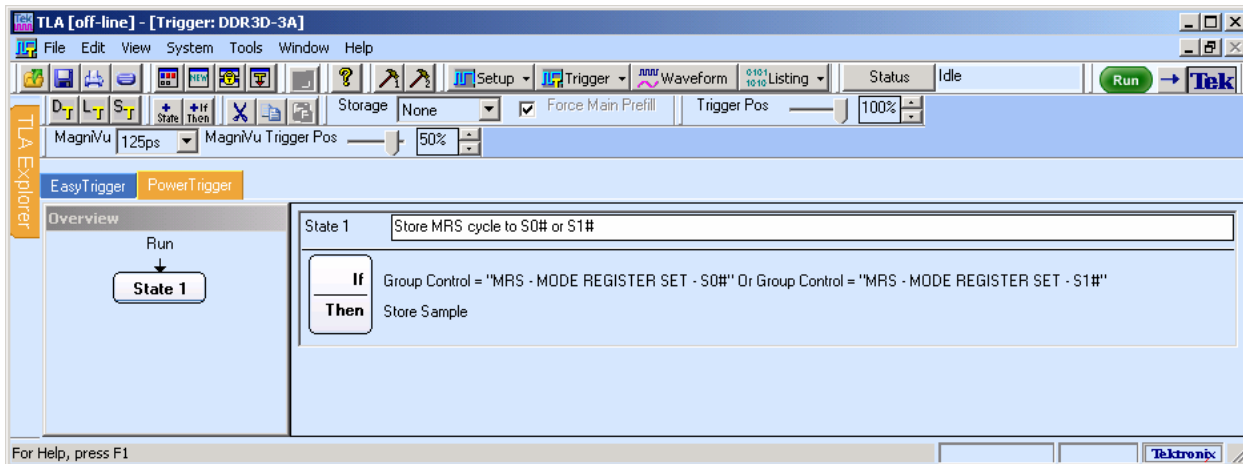 TLA [off-line] - [Trigger: DDR3D-3A]
File Edit View System Tools Window Help
NEW Setup Trigger Waveform 0101 1010 Listing Status Idle Run Tek
D L S + State +If Then Storage None Force Main Prefill Trigger Pos 100%
MagniVu 125ps MagniVu Trigger Pos 50%
TLA Explorer
EasyTrigger PowerTrigger
Overview
Run
State 1
State 1 Store MRS cycle to S0# or S1#
If Group Control = "MRS - MODE REGISTER SET - S0#" Or Group Control = "MRS - MODE REGISTER SET - S1#"
Then Store Sample
For Help, press F1 Tektronix